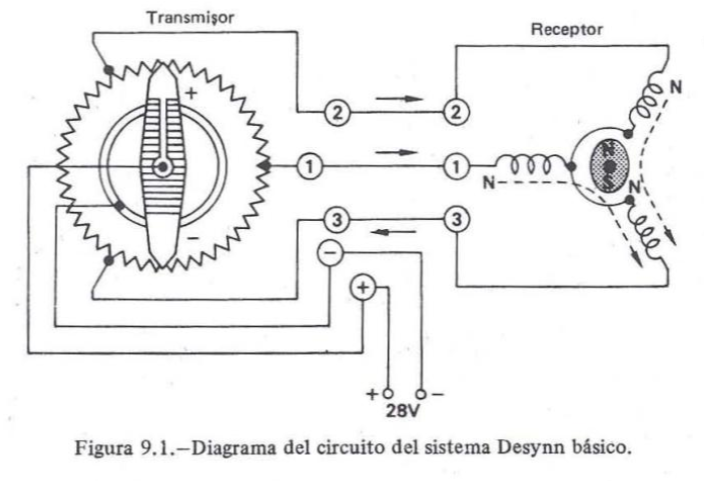 Transmişor
Receptor
+
N
2
2
1
1
N
N
S
N
3
3
−
−
+
+
−
28V
Figura 9.1.—Diagrama del circuito del sistema Desynn básico.